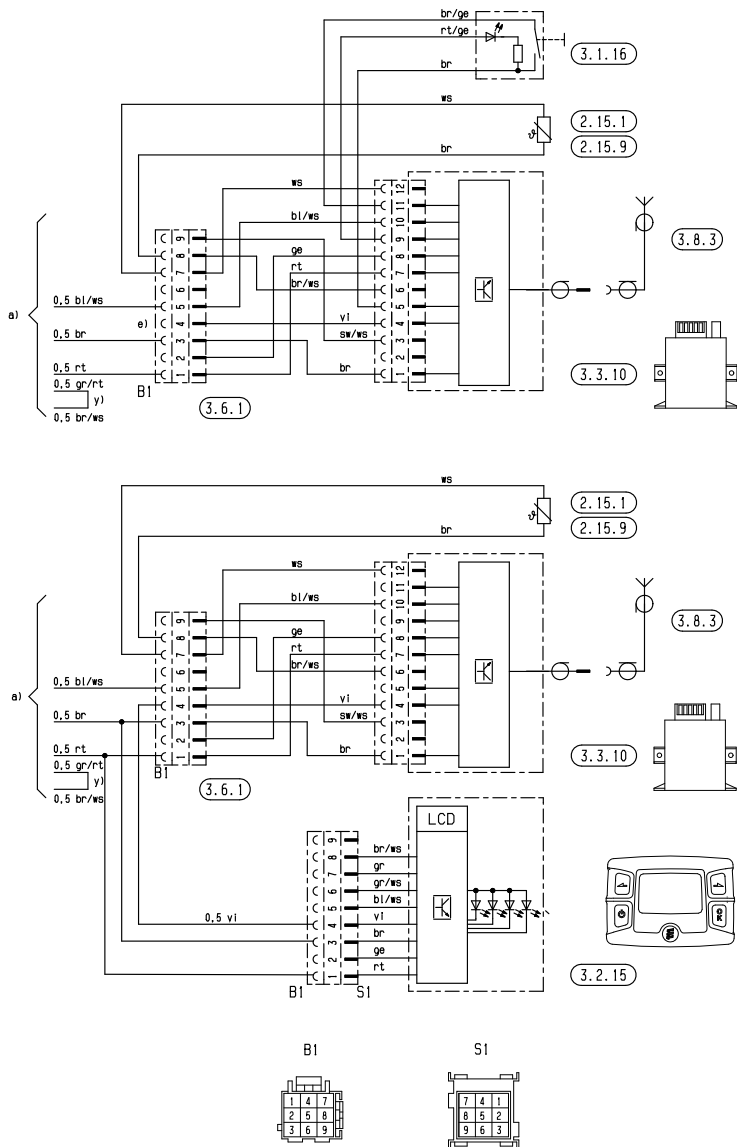 br/ge
rt/ge
br
3.1.16
ws
2.15.1
br
2.15.9
ws
12
11
bl/ws
10
3.8.3
9
9
ge
8
8
rt
7
7
br/ws
6
6
0,5 bl/ws
5
5
a)
e)
4
vi
4
0,5 br
3
sw/ws
3
2
2
0,5 rt
1
br
1
3.3.10
0,5 gr/rt
B1
y)
3.6.1
0,5 br/ws
ws
2.15.1
br
2.15.9
ws
12
11
bl/ws
10
3.8.3
9
9
ge
8
8
rt
7
7
br/ws
6
6
0,5 bl/ws
5
5
a)
vi
4
4
0,5 br
3
sw/ws
3
2
2
0,5 rt
1
br
1
3.3.10
0,5 gr/rt
B1
y)
3.6.1
0,5 br/ws
LCD
9
br/ws
8
gr
7
gr/ws
6
bl/ws
5
0,5 vi
4
vi
br
3
ge
2
rt
1
3.2.15
B1
S1
B1
S1
1 4 7
2 5 8
3 6 9
7 4 1
8 5 2
9 6 3